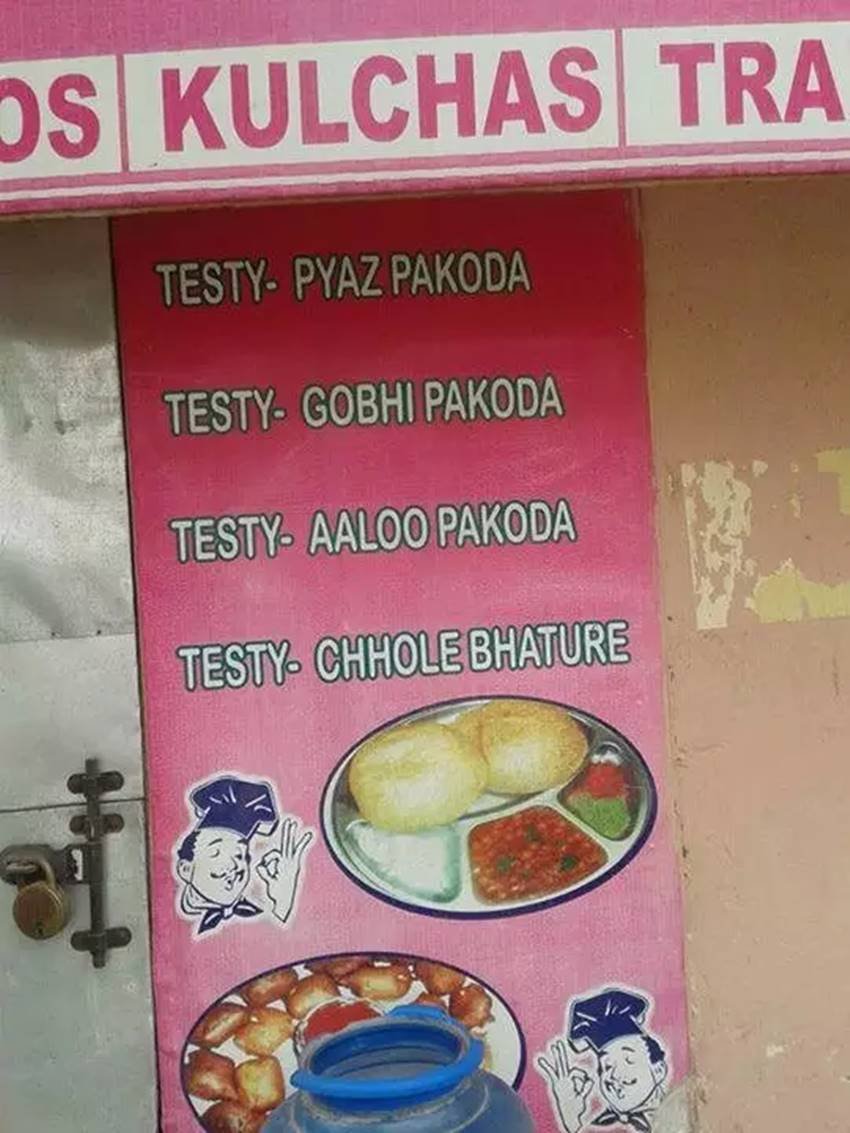 OS KULCHAS TRA
TESTY- PYAZ PAKODA
TESTY- GOBHI PAKODA
TESTY- AALOO PAKODA
TESTY- CHHOLE BHATURE